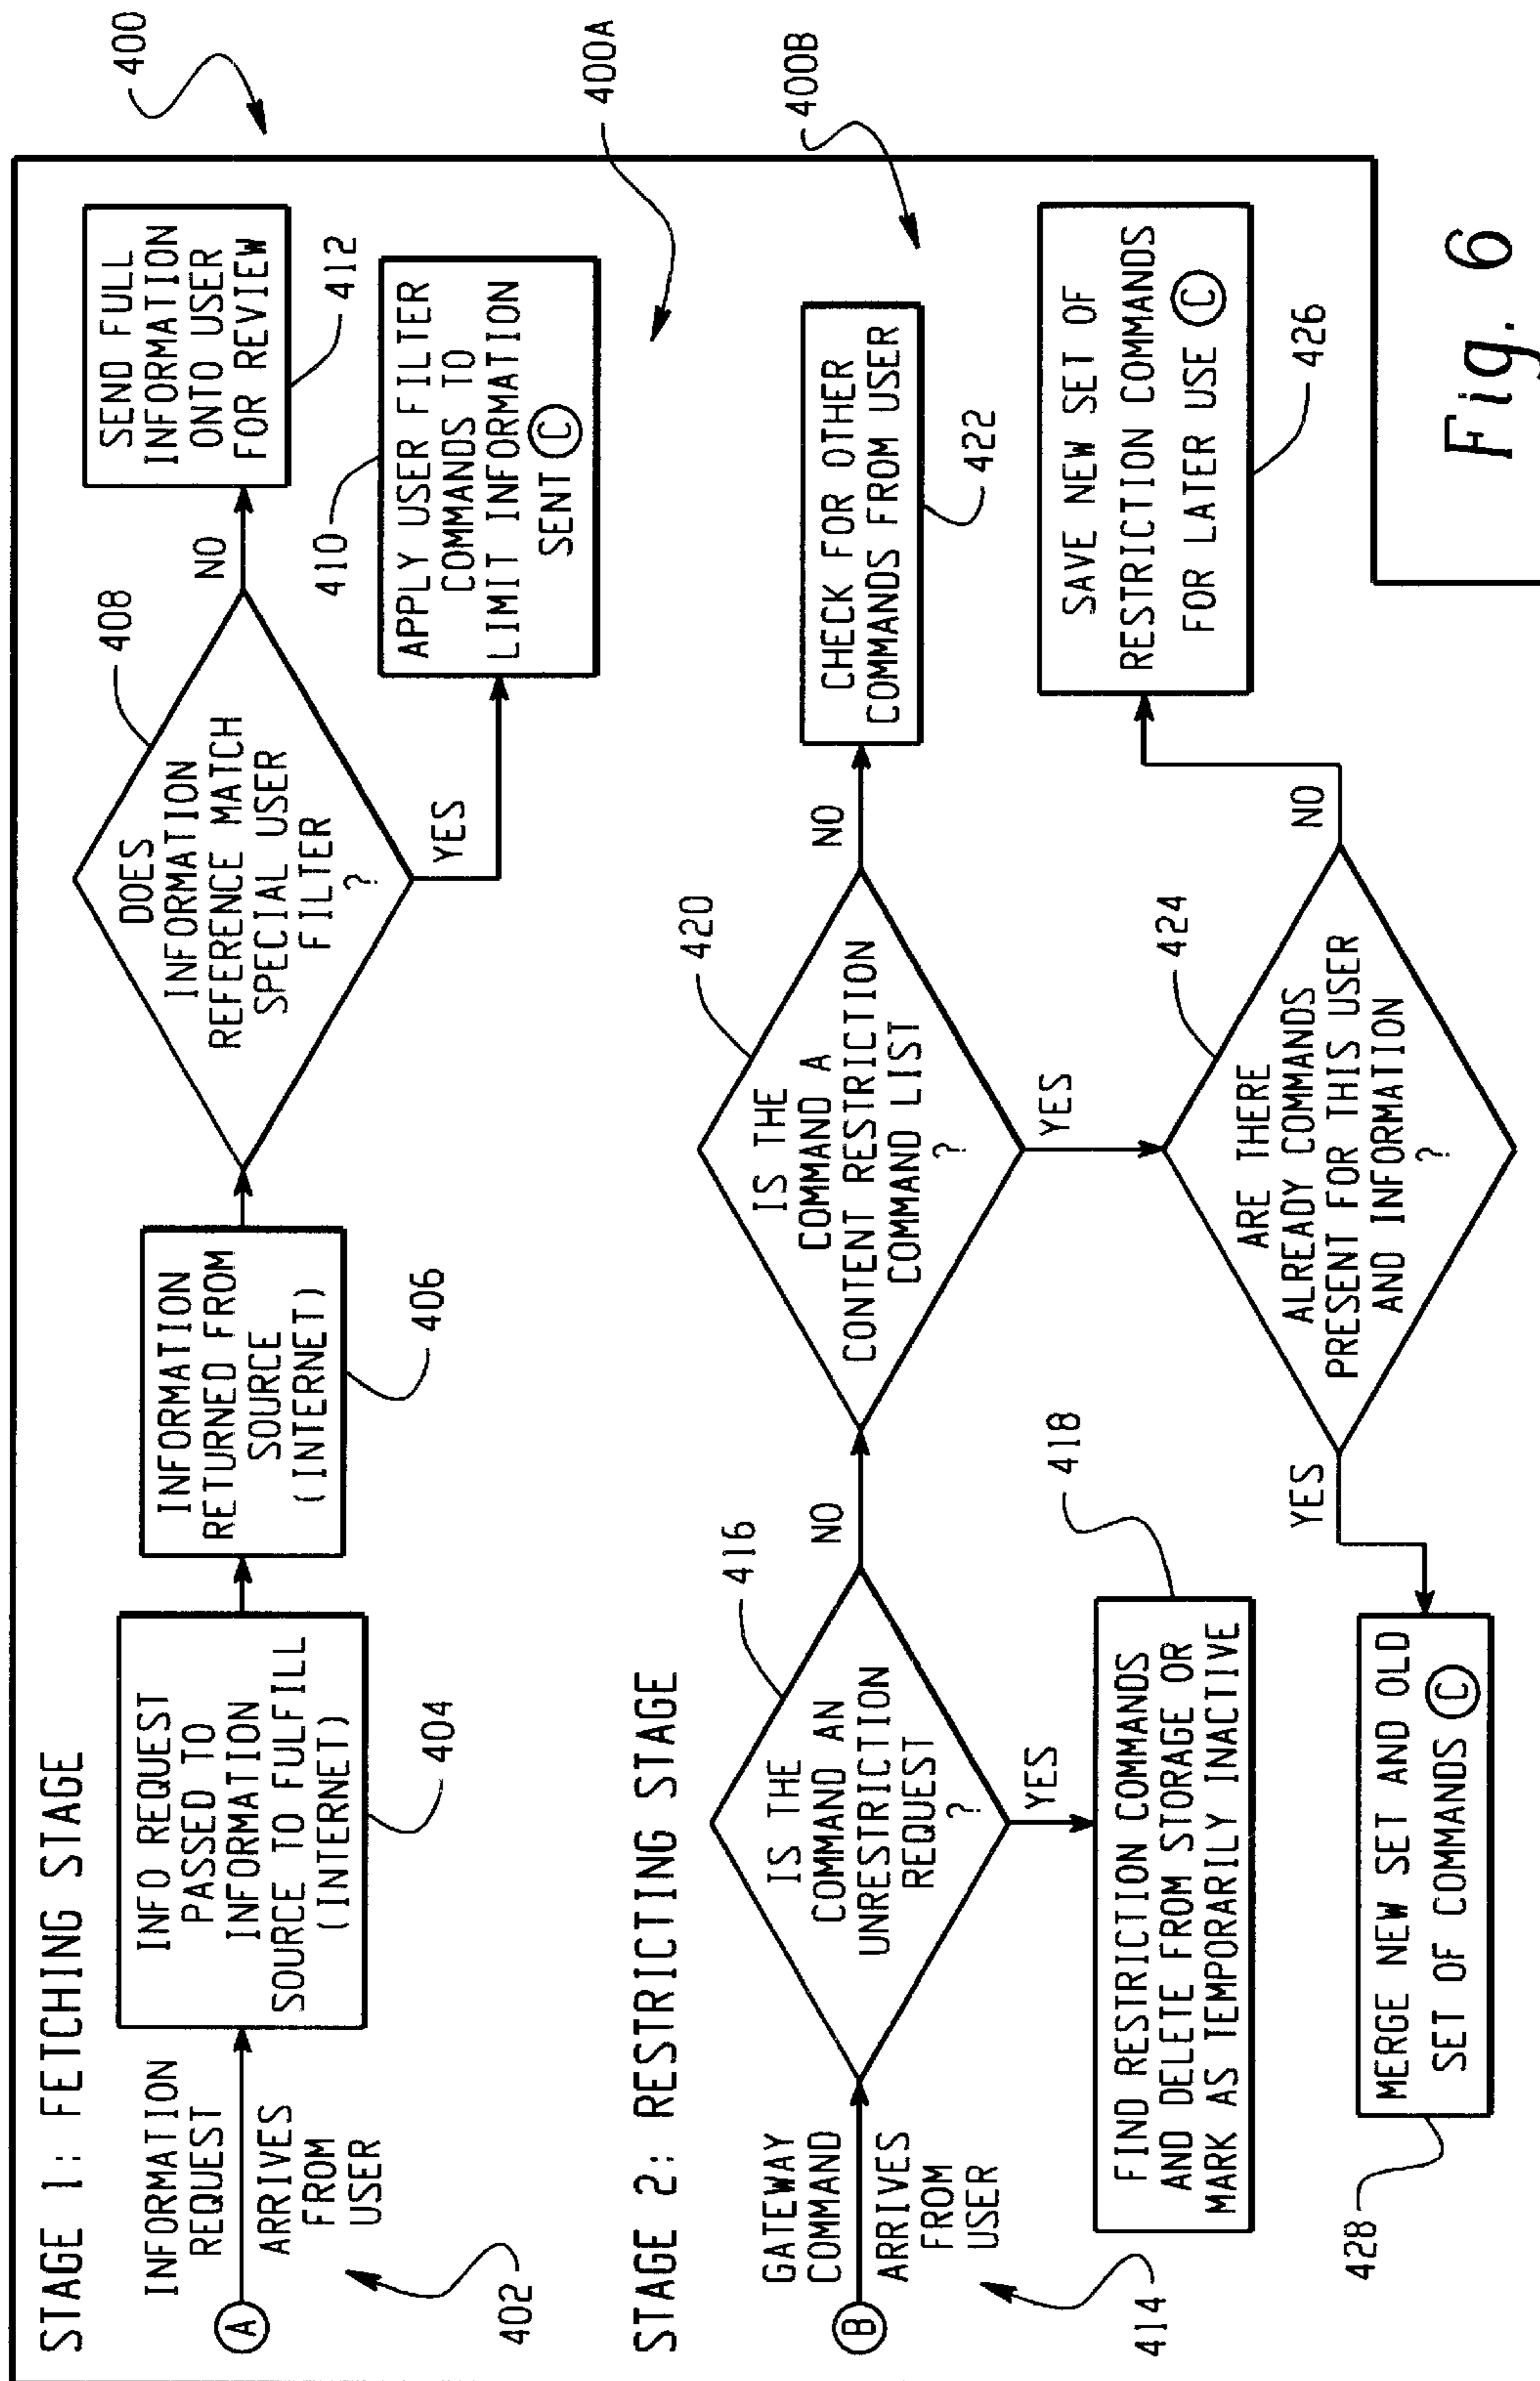 STAGE 1: FETCHING STAGE
400
INFORMATION
REQUEST
A
ARRIVES
FROM
USER
402
INFO REQUEST
PASSED TO
INFORMATION
SOURCE TO FULFILL
(INTERNET)
404
INFORMATION
RETURNED FROM
SOURCE
(INTERNET)
406
DOES
INFORMATION
REFERENCE MATCH
SPECIAL USER
FILTER
?
408
NO
SEND FULL
INFORMATION
ONTO USER
FOR REVIEW
412
YES
410
APPLY USER FILTER
COMMANDS TO
LIMIT INFORMATION
SENT C
400A
STAGE 2: RESTRICTING STAGE
400B
GATEWAY
COMMAND
B
ARRIVES
FROM
USER
414
IS THE
COMMAND AN
UNRESTRICTION
REQUEST
?
416
YES
FIND RESTRICTION COMMANDS
AND DELETE FROM STORAGE OR
MARK AS TEMPORARILY INACTIVE
418
NO
IS THE
COMMAND A
CONTENT RESTRICTION
COMMAND LIST
?
420
NO
CHECK FOR OTHER
COMMANDS FROM USER
422
YES
ARE THERE
ALREADY COMMANDS
PRESENT FOR THIS USER
AND INFORMATION
?
424
NO
SAVE NEW SET OF
RESTRICTION COMMANDS
FOR LATER USE C
426
YES
MERGE NEW SET AND OLD
SET OF COMMANDS C
428
Fig. 6